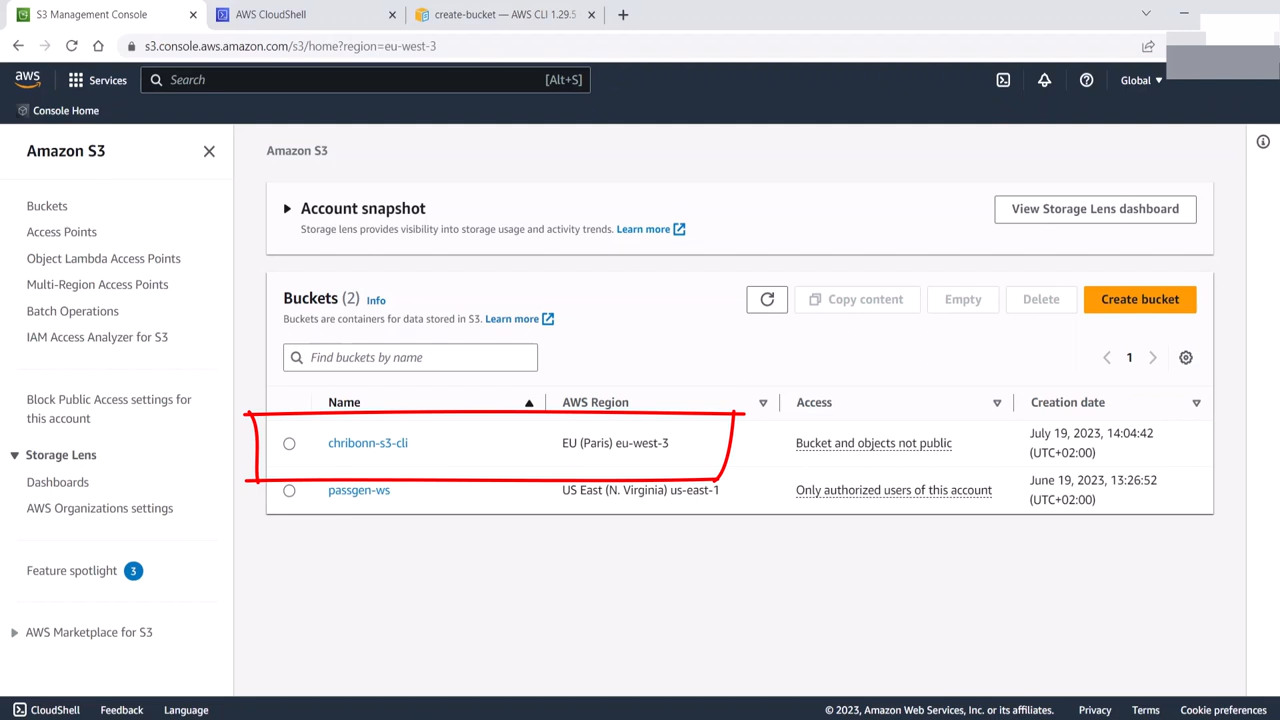 S3 Management Console
AWS CloudShell
create-bucket — AWS CLI 1.29.5
s3.console.aws.amazon.com/s3/home?region=eu-west-3
aws
Services
Search
[Alt+S]
Global
Console Home
Amazon S3
Buckets
Access Points
Object Lambda Access Points
Multi-Region Access Points
Batch Operations
IAM Access Analyzer for S3
Block Public Access settings for
this account
Storage Lens
Dashboards
AWS Organizations settings
Feature spotlight 3
AWS Marketplace for S3
Amazon S3
Account snapshot
Storage lens provides visibility into storage usage and activity trends. Learn more
View Storage Lens dashboard
Buckets (2) Info
Buckets are containers for data stored in S3. Learn more
Copy content
Empty
Delete
Create bucket
Find buckets by name
1
Name
AWS Region
Access
Creation date
chribonn-s3-cli
EU (Paris) eu-west-3
Bucket and objects not public
July 19, 2023, 14:04:42
(UTC+02:00)
passgen-ws
US East (N. Virginia) us-east-1
Only authorized users of this account
June 19, 2023, 13:26:52
(UTC+02:00)
CloudShell
Feedback
Language
© 2023, Amazon Web Services, Inc. or its affiliates.
Privacy
Terms
Cookie preferences